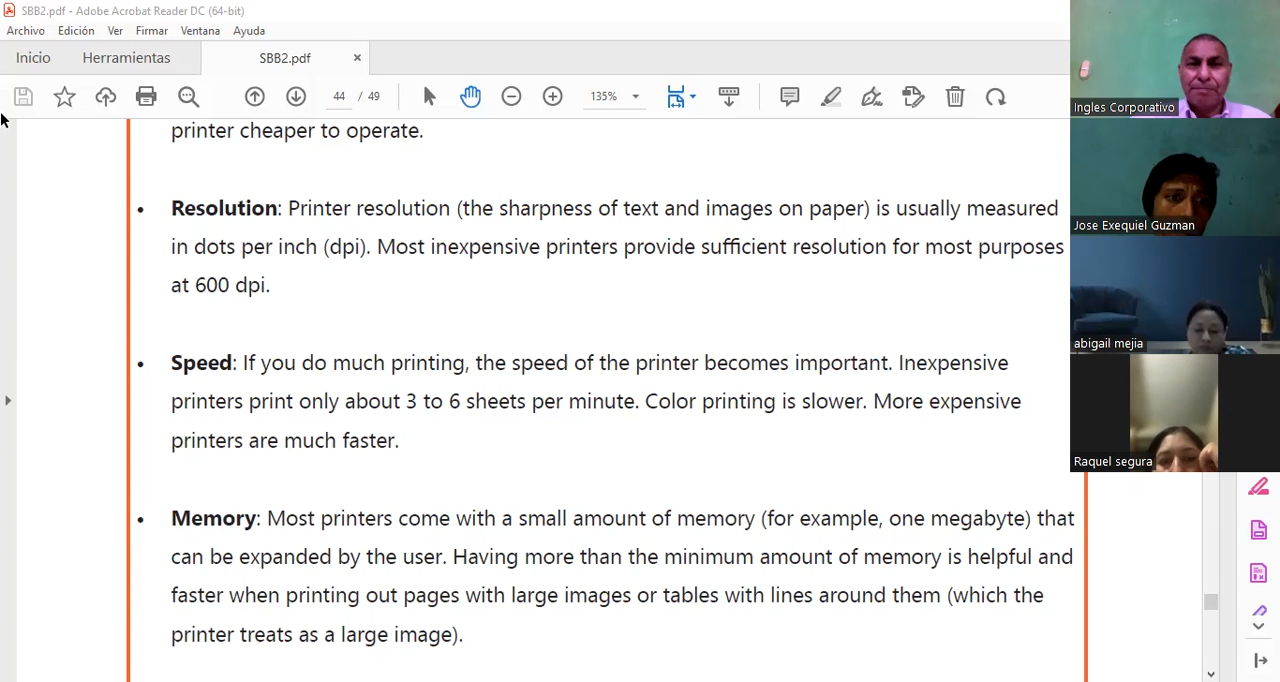 SBB2.pdf - Adobe Acrobat Reader DC (64-bit)
Archivo Edición Ver Firmar Ventana Ayuda
Inicio Herramientas SBB2.pdf ×
44 / 49 135%
printer cheaper to operate.
• Resolution: Printer resolution (the sharpness of text and images on paper) is usually measured
in dots per inch (dpi). Most inexpensive printers provide sufficient resolution for most purposes
at 600 dpi.
• Speed: If you do much printing, the speed of the printer becomes important. Inexpensive
printers print only about 3 to 6 sheets per minute. Color printing is slower. More expensive
printers are much faster.
• Memory: Most printers come with a small amount of memory (for example, one megabyte) that
can be expanded by the user. Having more than the minimum amount of memory is helpful and
faster when printing out pages with large images or tables with lines around them (which the
printer treats as a large image).
Ingles Corporativo
Jose Exequiel Guzman
abigail mejia
Raquel segura